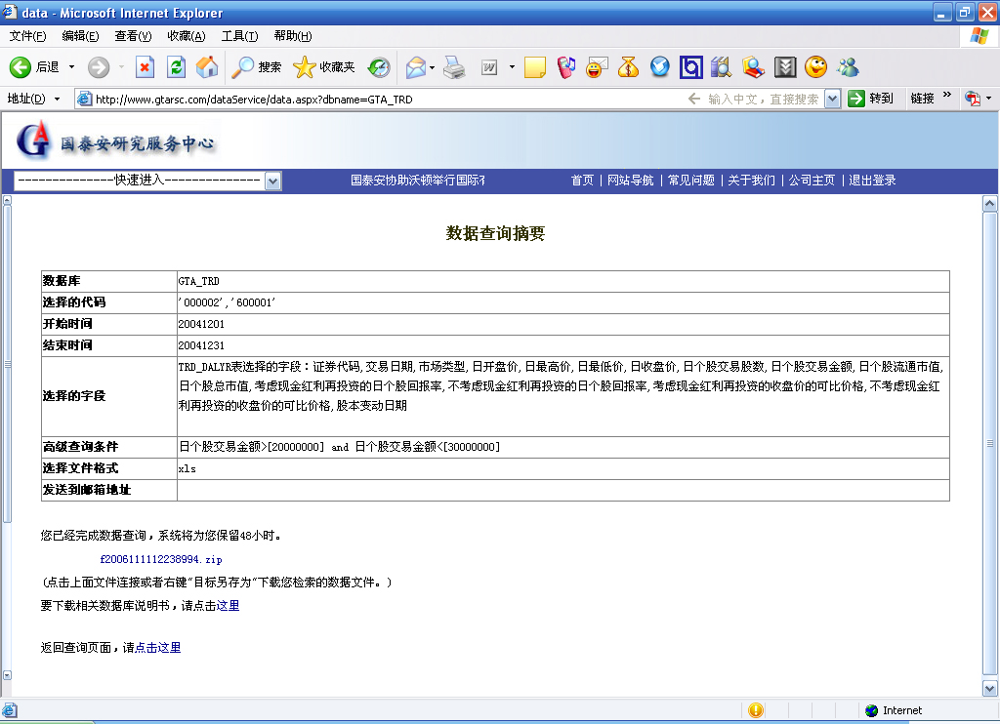 data - Microsoft Internet Explorer
文件(F) 编辑(E) 查看(V) 收藏(A) 工具(T) 帮助(H)
后退 搜索 收藏夹
地址(D) http://www.gtarsc.com/dataService/data.aspx?dbname=GTA_TRD 输入中文，直接搜索 转到 链接 »
国泰安研究服务中心
--------------快速进入-------------- 国泰安协助沃顿举行国际 首页 | 网站导航 | 常见问题 | 关于我们 | 公司主页 | 退出登录
数据查询摘要
数据库 GTA_TRD
选择的代码 '000002','600001'
开始时间 20041201
结束时间 20041231
选择的字段
TRD_DALYR表选择的字段：证券代码,交易日期,市场类型,日开盘价,日最高价,日最低价,日收盘价,日个股交易股数,日个股交易金额,日个股流通市值,
日个股总市值,考虑现金红利再投资的日个股回报率,不考虑现金红利再投资的日个股回报率,考虑现金红利再投资的收盘价的可比价格,不考虑现金红
利再投资的收盘价的可比价格,股本变动日期
高级查询条件 日个股交易金额>[20000000] and 日个股交易金额<[30000000]
选择文件格式 xls
发送到邮箱地址
您已经完成数据查询，系统将为您保留48小时。
f2006111112238994.zip
(点击上面文件连接或者右键"目标另存为"下载您检索的数据文件。)
要下载相关数据库说明书，请点击这里
返回查询页面，请点击这里
Internet